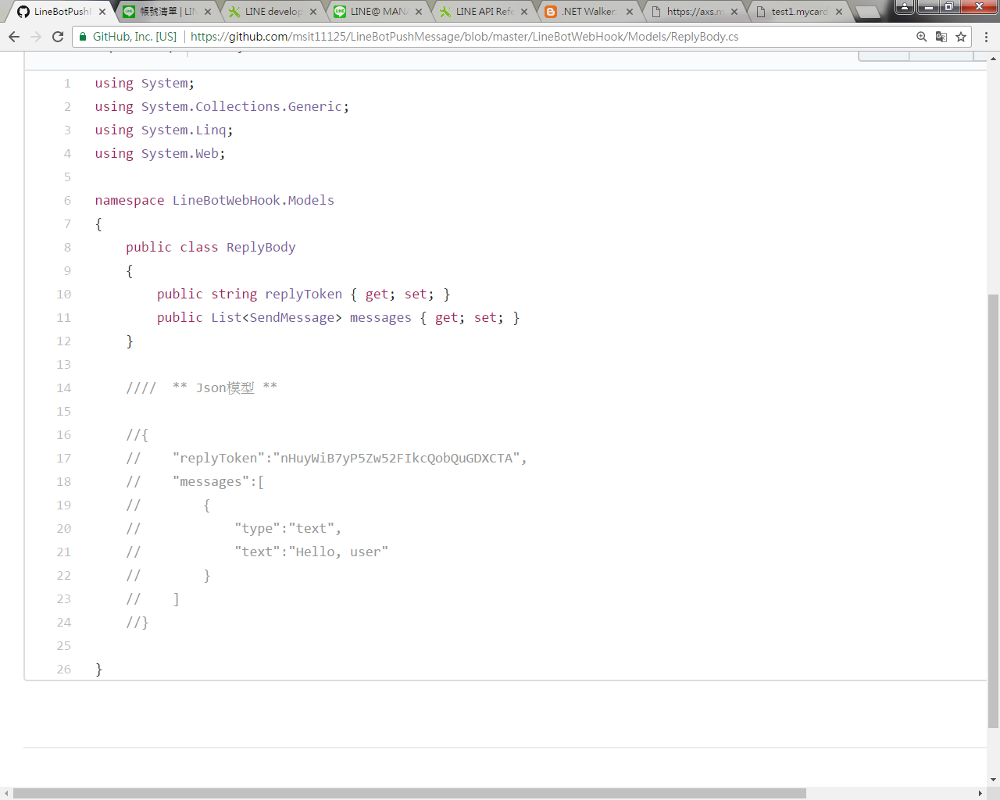 LineBotPush
帳號清單 | LIN
LINE develop
LINE@ MAN
LINE API Refe
.NET Walker
https://axs.m
test1.mycard
GitHub, Inc. [US] | https://github.com/msit11125/LineBotPushMessage/blob/master/LineBotWebHook/Models/ReplyBody.cs
1 using System;
2 using System.Collections.Generic;
3 using System.Linq;
4 using System.Web;
5
6 namespace LineBotWebHook.Models
7 {
8 public class ReplyBody
9 {
10 public string replyToken { get; set; }
11 public List<SendMessage> messages { get; set; }
12 }
13
14 //// ** Json模型 **
15
16 //{
17 // "replyToken":"nHuyWiB7yP5Zw52FIkcQobQuGDXCTA",
18 // "messages":[
19 // {
20 // "type":"text",
21 // "text":"Hello, user"
22 // }
23 // ]
24 //}
25
26 }